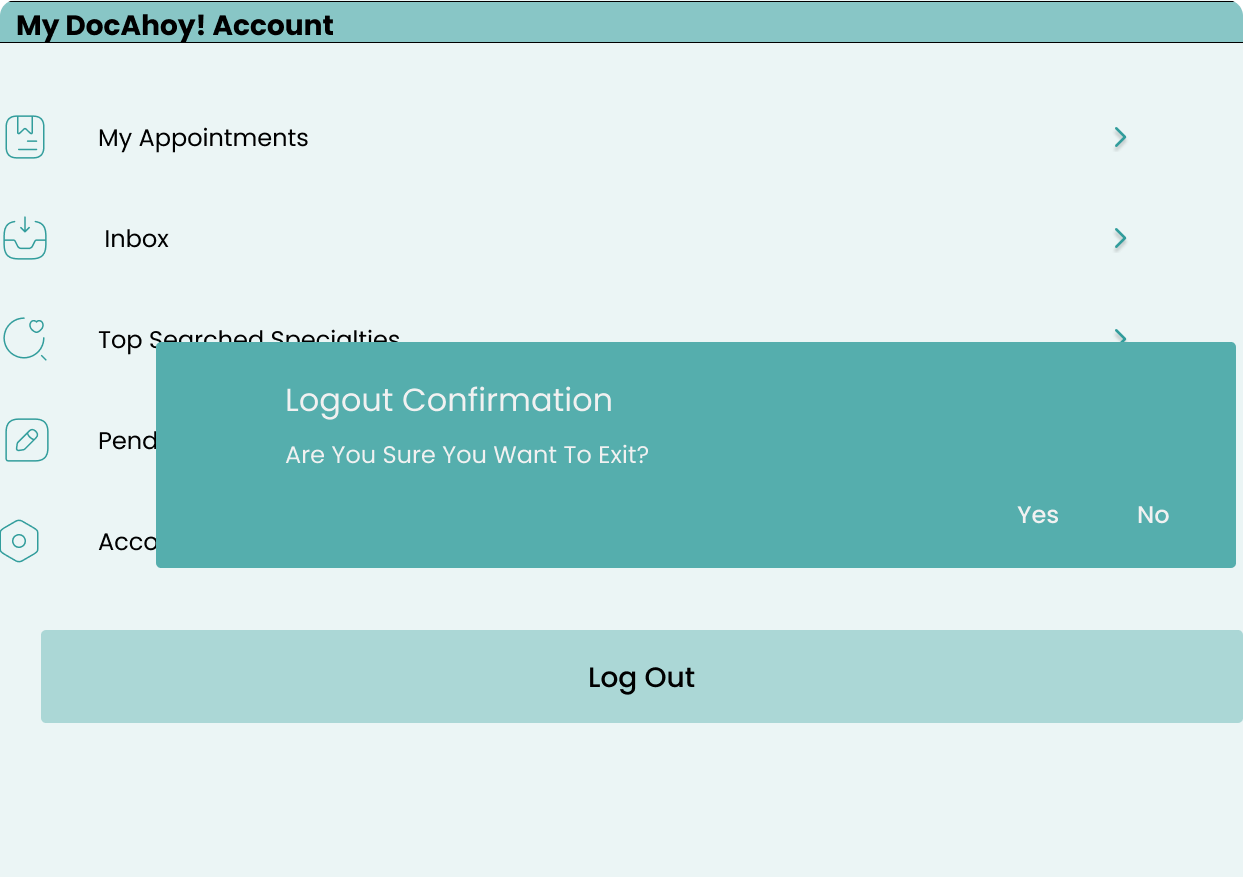 My DocAhoy! Account
My Appointments
Inbox
Top Searched Specialties
Logout Confirmation
Pend
Are You Sure You Want To Exit?
Yes No
Acco
Log Out